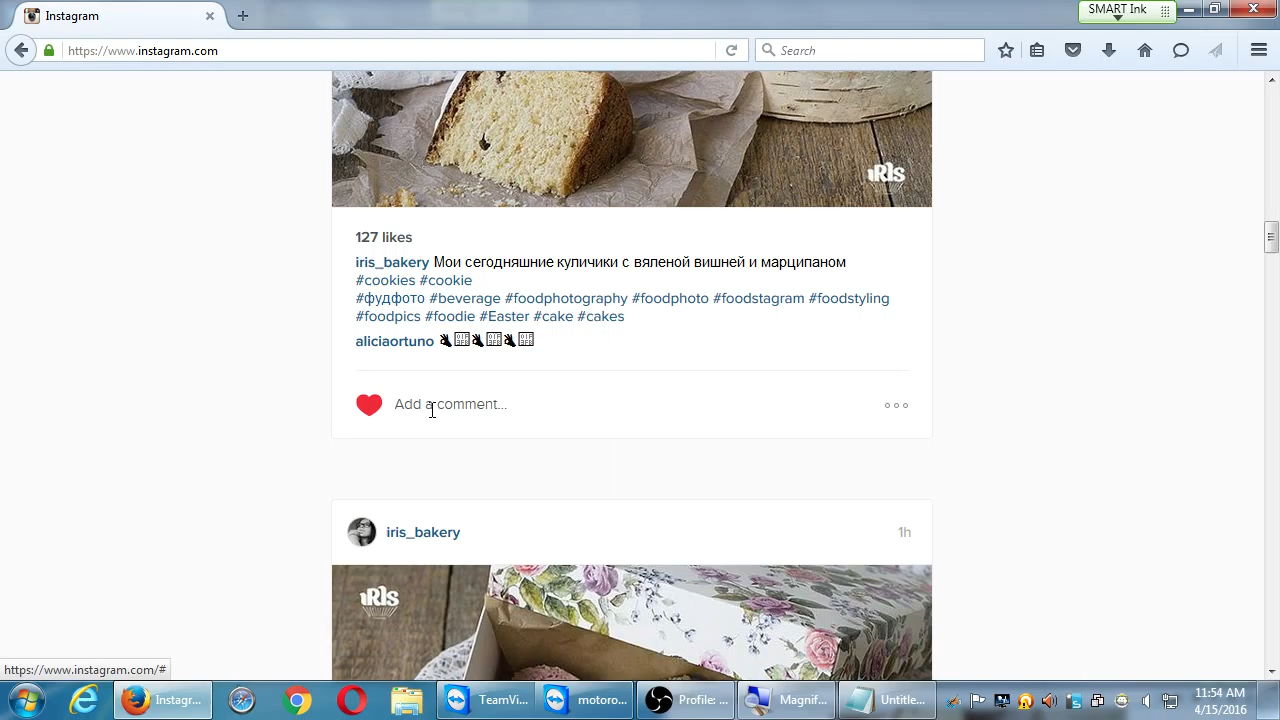 Instagram
SMART Ink
https://www.instagram.com
Search
iRIs
127 likes
iris_bakery Мои сегодняшние куличики с вяленой вишней и марципаном
#cookies #cookie
#фудфото #beverage #foodphotography #foodphoto #foodstagram #foodstyling
#foodpics #foodie #Easter #cake #cakes
aliciaortuno
Add a comment...
iris_bakery
1h
iRIs
https://www.instagram.com/#
Instagr...
TeamVi...
motoro...
Profile: ...
Magnif...
Untitle...
11:54 AM
4/15/2016